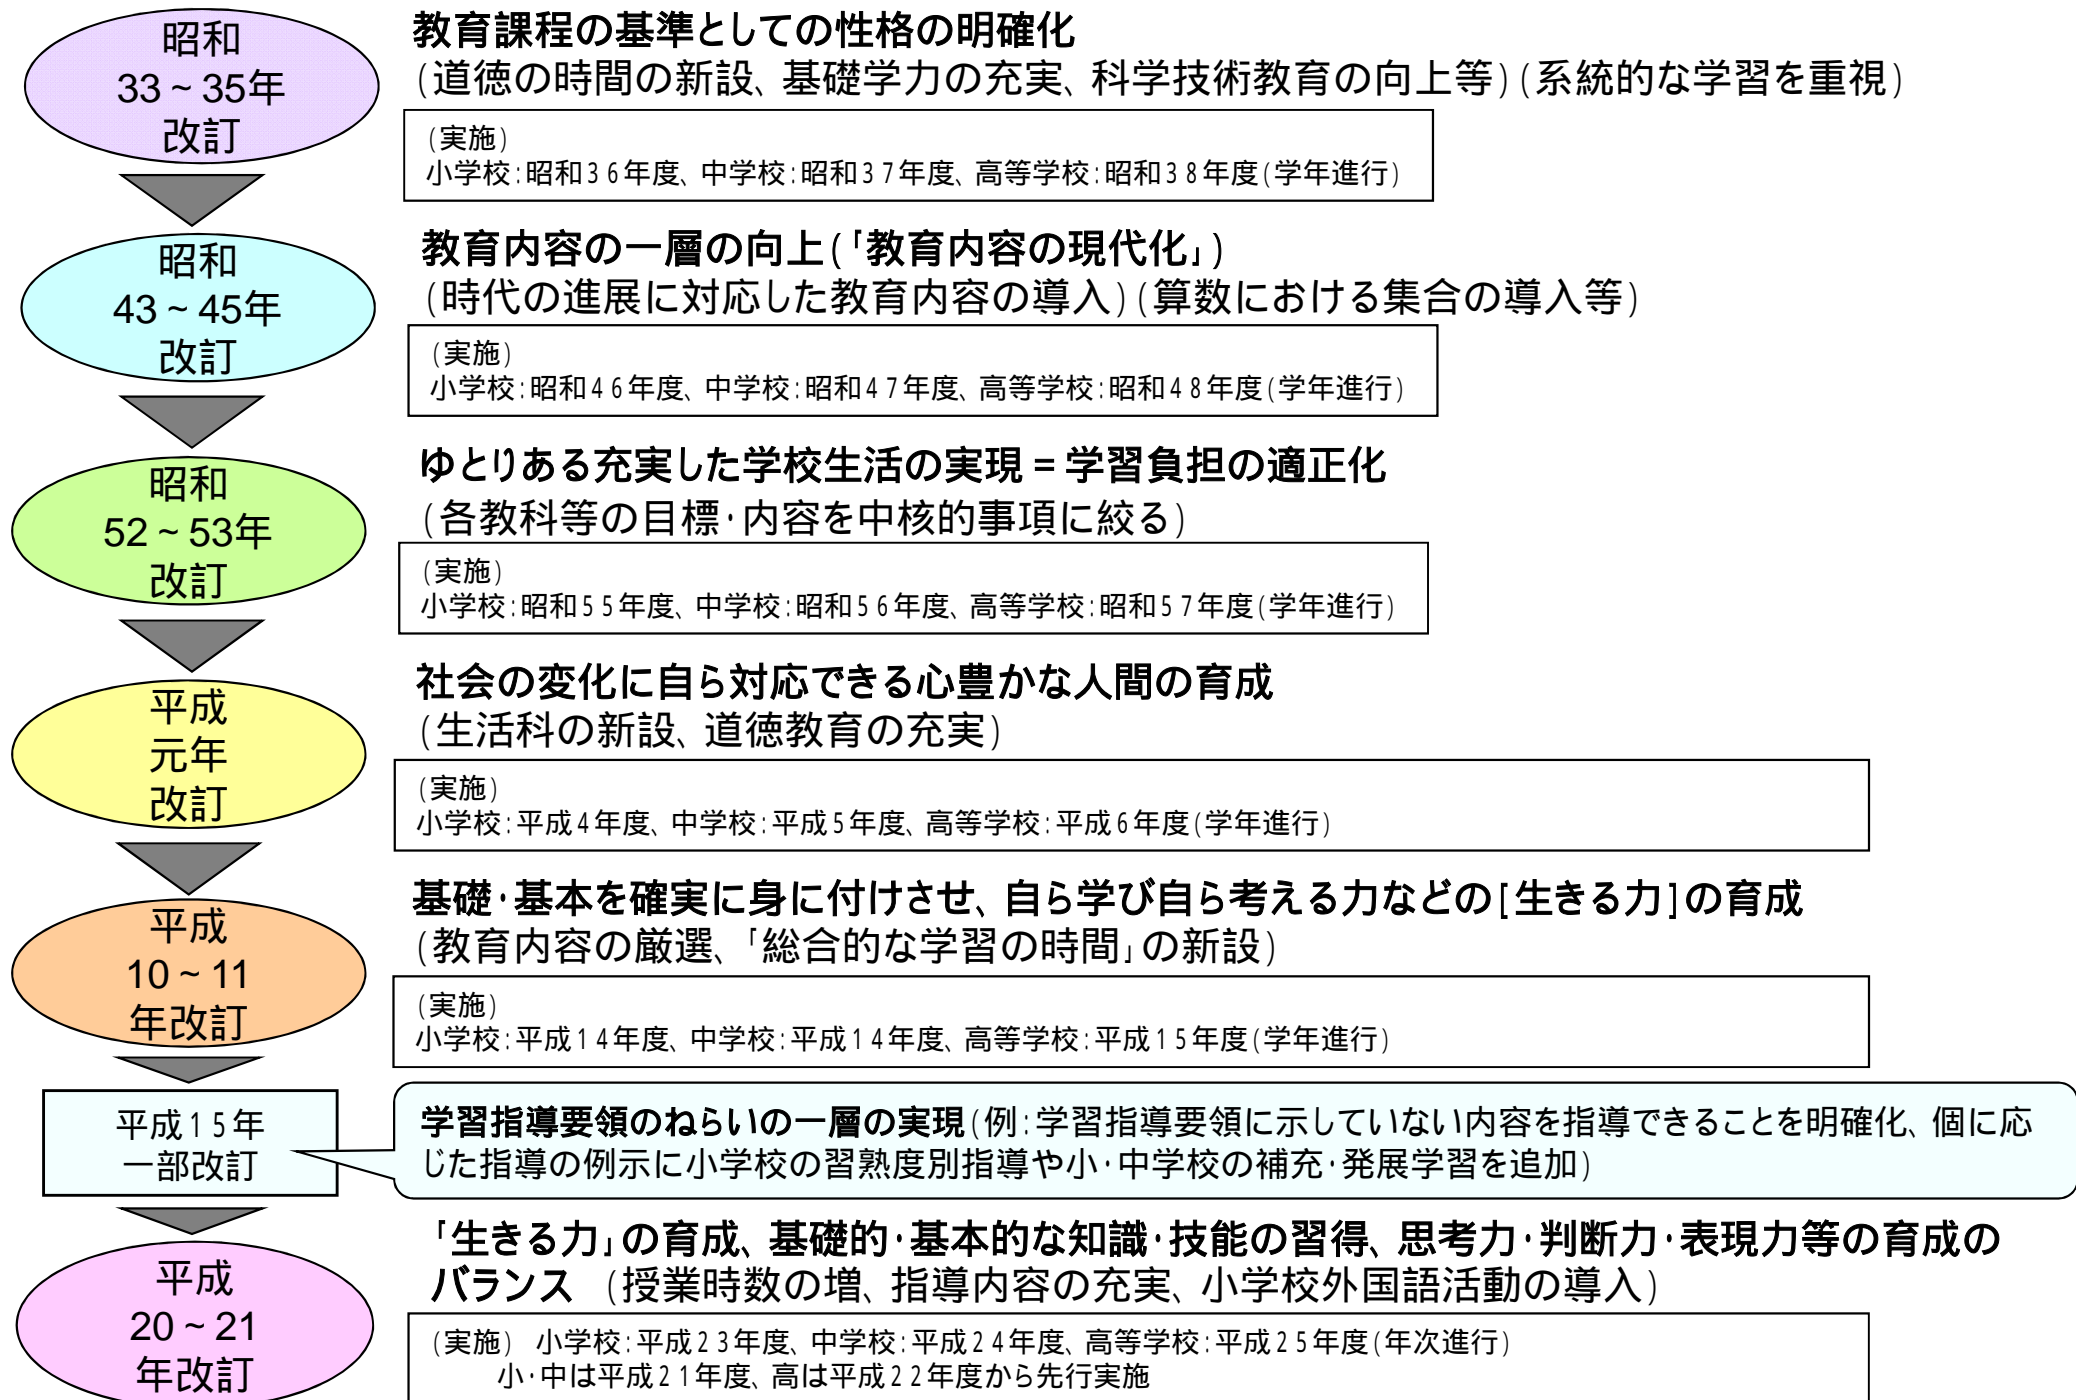 昭和
33～35年
改訂
教育課程の基準としての性格の明確化
(道徳の時間の新設、基礎学力の充実、科学技術教育の向上等)(系統的な学習を重視)
(実施)
小学校:昭和36年度、中学校:昭和37年度、高等学校:昭和38年度(学年進行)
昭和
43～45年
改訂
教育内容の一層の向上(「教育内容の現代化」)
(時代の進展に対応した教育内容の導入)(算数における集合の導入等)
(実施)
小学校:昭和46年度、中学校:昭和47年度、高等学校:昭和48年度(学年進行)
昭和
52～53年
改訂
ゆとりある充実した学校生活の実現＝学習負担の適正化
(各教科等の目標・内容を中核的事項に絞る)
(実施)
小学校:昭和55年度、中学校:昭和56年度、高等学校:昭和57年度(学年進行)
平成
元年
改訂
社会の変化に自ら対応できる心豊かな人間の育成
(生活科の新設、道徳教育の充実)
(実施)
小学校:平成4年度、中学校:平成5年度、高等学校:平成6年度(学年進行)
平成
10～11
年改訂
基礎・基本を確実に身に付けさせ、自ら学び自ら考える力などの[生きる力]の育成
(教育内容の厳選、「総合的な学習の時間」の新設)
(実施)
小学校:平成14年度、中学校:平成14年度、高等学校:平成15年度(学年進行)
平成15年
一部改訂
学習指導要領のねらいの一層の実現(例:学習指導要領に示していない内容を指導できることを明確化、個に応
じた指導の例示に小学校の習熟度別指導や小・中学校の補充・発展学習を追加)
平成
20～21
年改訂
「生きる力」の育成、基礎的・基本的な知識・技能の習得、思考力・判断力・表現力等の育成の
バランス (授業時数の増、指導内容の充実、小学校外国語活動の導入)
(実施) 小学校:平成23年度、中学校:平成24年度、高等学校:平成25年度(年次進行)
小・中は平成21年度、高は平成22年度から先行実施